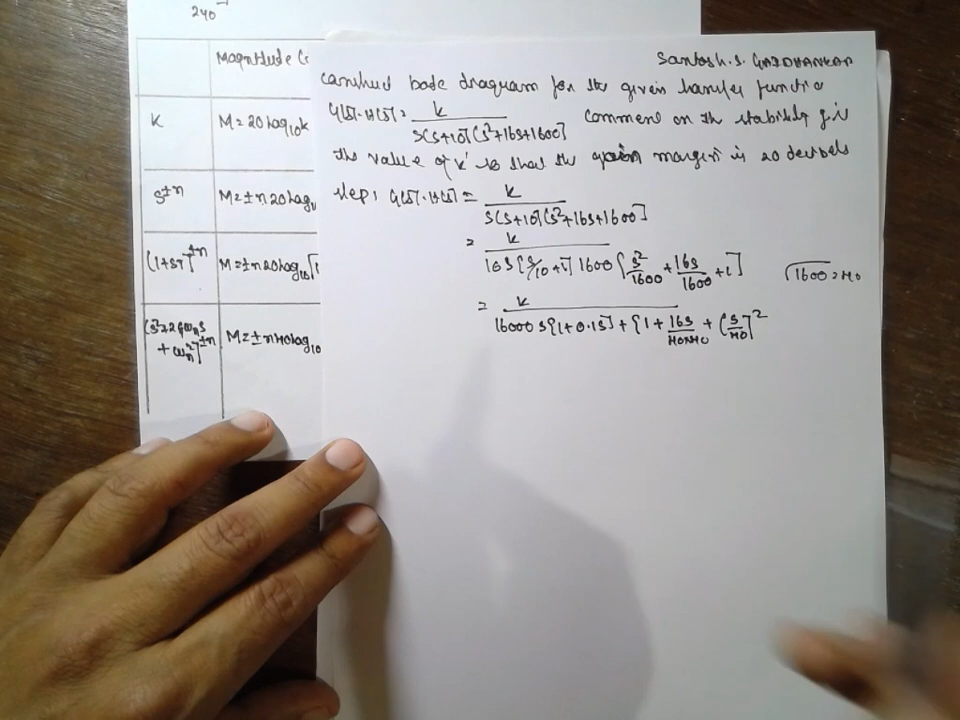 240
Magnitude C
K M = 20 log10 K
S^±n M = ± n 20 log
(1+ST)^±n M = ± n 20 log10
(S²+2ζωnS + ωn²)^±n M = ± n 40 log10
Santosh.S.
construct bode diagram for the given transfer function
G(S).H(S) = K / S(S+10)(S²+16S+1600) comment on the stability give
the value of 'K' so that the gain margin is 20 decibels
step 1 G(S).H(S) = K / S(S+10)(S²+16S+1600]
= K / 10S{S/10 + 1} 1600 {S²/1600 + 16S/1600 + 1} √1600 = 40
= K / 16000 S{1+0.1S} + {1 + 16S/40×40 + (S/40)²